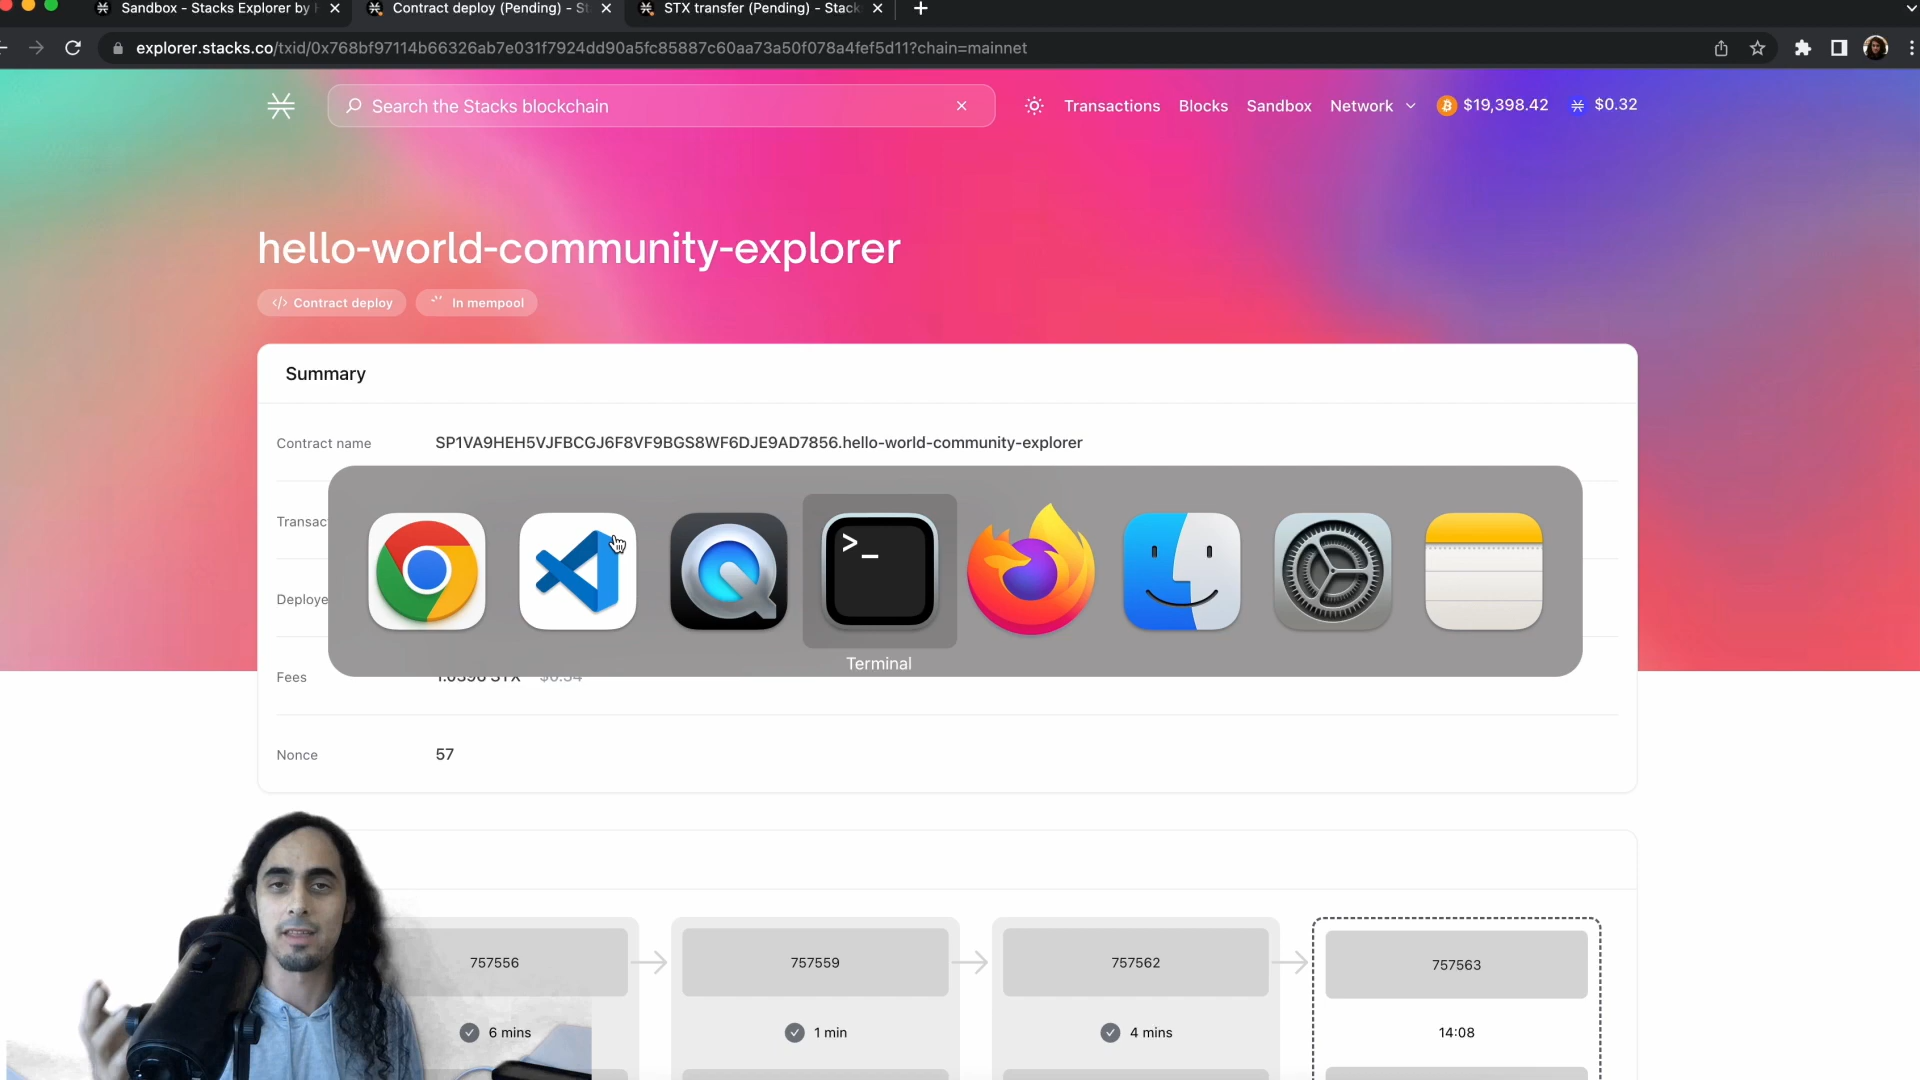 Sandbox - Stacks Explorer by
Contract deploy (Pending) - St
STX transfer (Pending) - Stack
explorer.stacks.co/txid/0x768bf97114b66326ab7e031f7924dd90a5fc85887c60aa73a50f078a4fef5d11?chain=mainnet
Search the Stacks blockchain
Transactions Blocks Sandbox Network $19,398.42 $0.32
hello-world-community-explorer
</> Contract deploy In mempool
Summary
Contract name SP1VA9HEH5VJFBCGJ6F8VF9BGS8WF6DJE9AD7856.hello-world-community-explorer
Transac
Deploye
>_
Terminal
Fees
Nonce 57
757556 757559 757562 757563
6 mins 1 min 4 mins 14:08